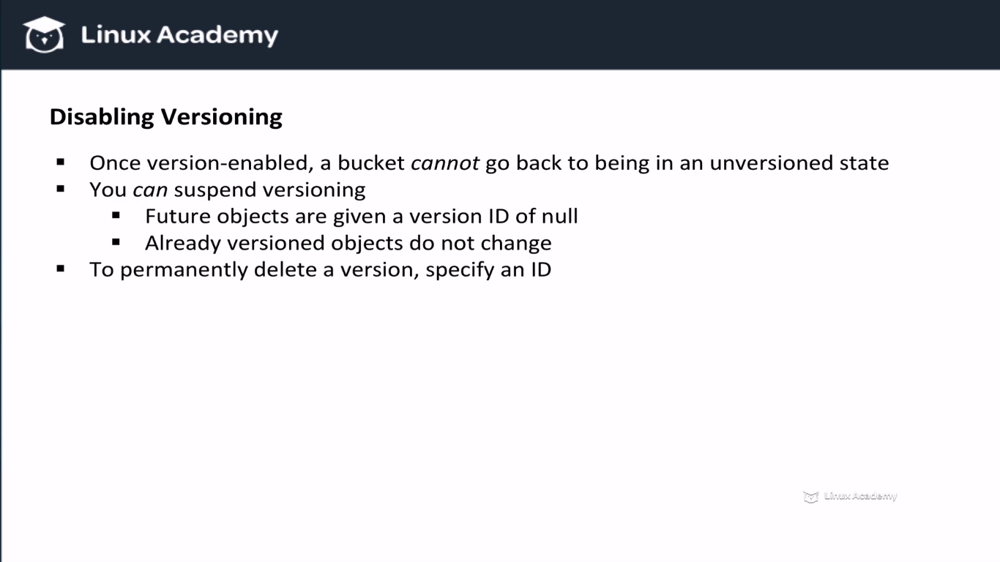 Linux Academy
Disabling Versioning
▪ Once version-enabled, a bucket cannot go back to being in an unversioned state
▪ You can suspend versioning
▪ Future objects are given a version ID of null
▪ Already versioned objects do not change
▪ To permanently delete a version, specify an ID
Linux Academy